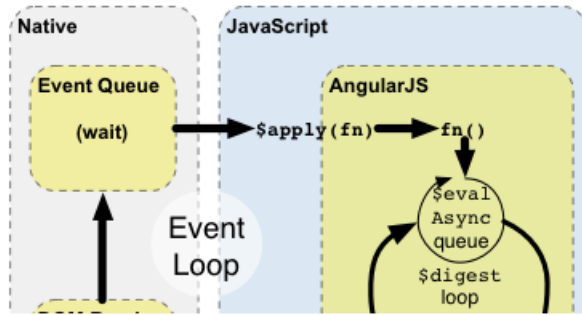 Native
JavaScript
Event Queue
(wait)
AngularJS
$apply(fn)
fn()
$eval
Async
queue
Event
Loop
$digest
loop